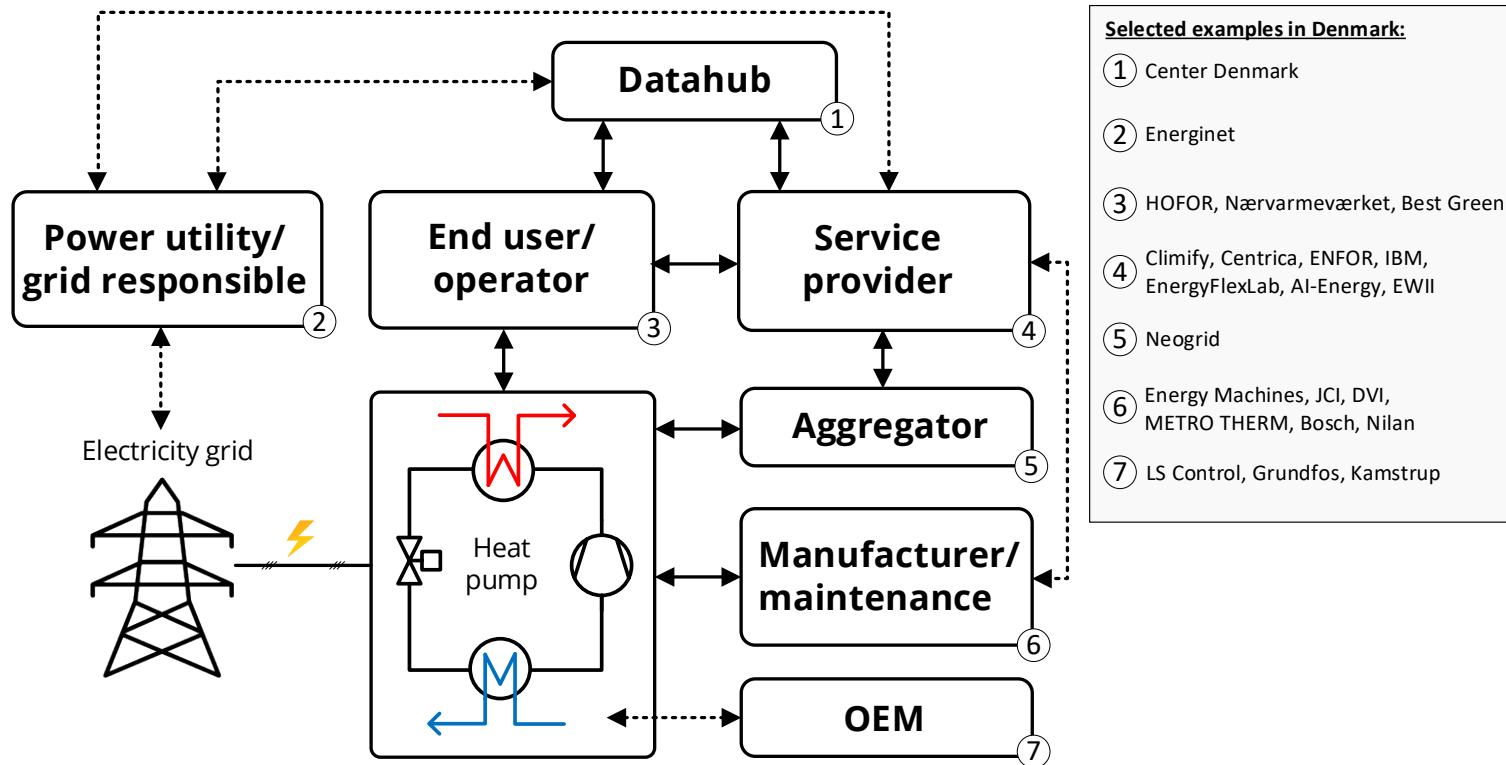 Datahub
1
Power utility/
grid responsible
2
End user/
operator
3
Service
provider
4
Electricity grid
Heat
pump
Aggregator
5
Manufacturer/
maintenance
6
OEM
7
Selected examples in Denmark:
1 Center Denmark
2 Energinet
3 HOFOR, Nærvarmeværket, Best Green
4 Climify, Centrica, ENFOR, IBM,
EnergyFlexLab, AI-Energy, EWII
5 Neogrid
6 Energy Machines, JCI, DVI,
METRO THERM, Bosch, Nilan
7 LS Control, Grundfos, Kamstrup